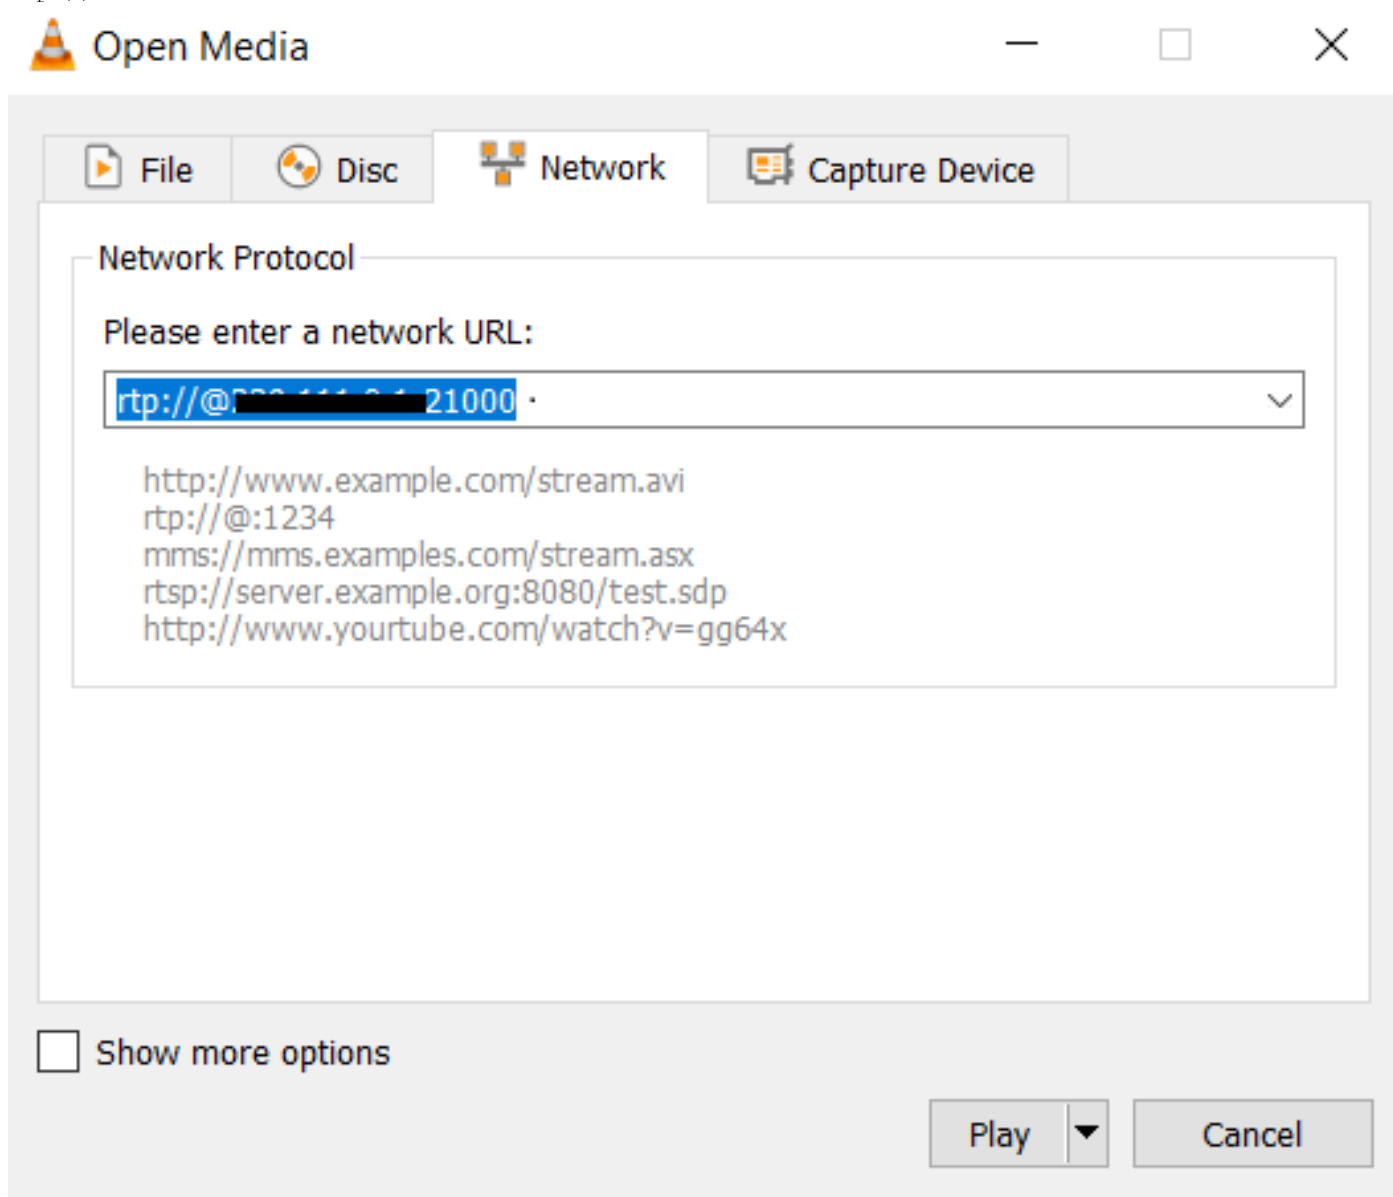 Open Media
File
Disc
Network
Capture Device
Network Protocol
Please enter a network URL:
rtp://@ 21000
http://www.example.com/stream.avi
rtp://@:1234
mms://mms.examples.com/stream.asx
rtsp://server.example.org:8080/test.sdp
http://www.yourtube.com/watch?v=gg64x
Show more options
Play
Cancel